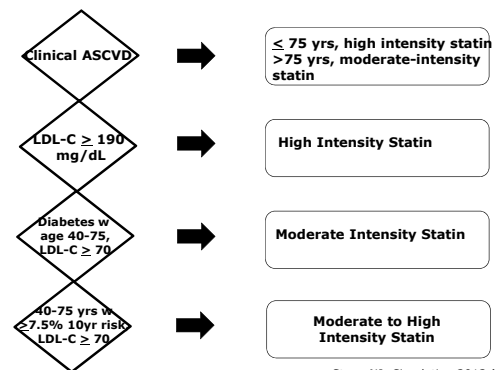 Clinical ASCVD
≤ 75 yrs, high intensity statin
>75 yrs, moderate-intensity
statin
LDL-C ≥ 190
mg/dL
High Intensity Statin
Diabetes w
age 40-75,
LDL-C ≥ 70
Moderate Intensity Statin
40-75 yrs w
≥7.5% 10yr risk,
LDL-C ≥ 70
Moderate to High
Intensity Statin